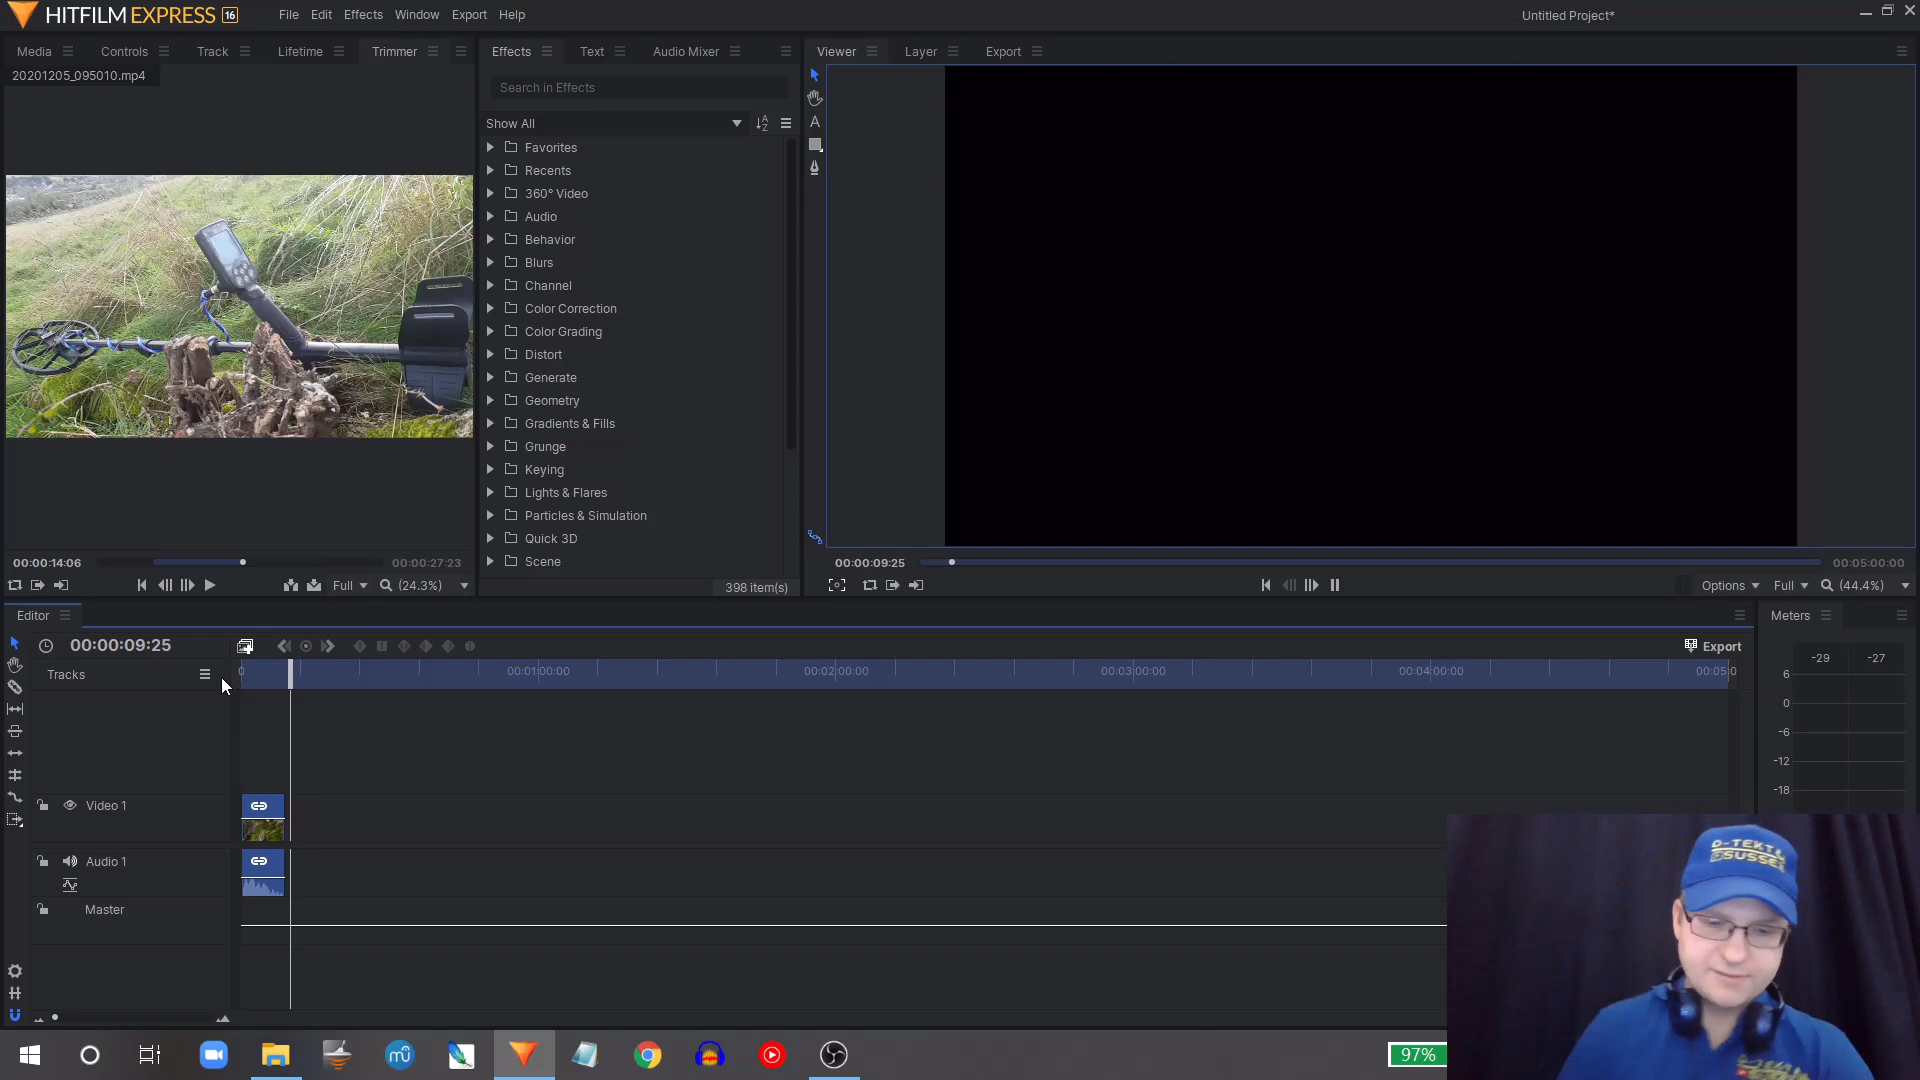 HITFILM EXPRESS 16
File Edit Effects Window Export Help
Untitled Project*
Media Controls Track Lifetime Trimmer
Effects Text Audio Mixer
Viewer Layer Export
20201205_095010.mp4
Search in Effects
Show All
Favorites
Recents
360° Video
Audio
Behavior
Blurs
Channel
Color Correction
Color Grading
Distort
Generate
Geometry
Gradients & Fills
Grunge
Keying
Lights & Flares
Particles & Simulation
Quick 3D
Scene
398 item(s)
00:00:14:06 00:00:27:23
Full (24.3%)
00:00:09:25 00:05:00:00
Options Full (44.4%)
Editor
00:00:09:25
Export
Tracks
0 00:01:00:00 00:02:00:00 00:03:00:00 00:04:00:00 00:05:0
Video 1
Audio 1
Master
Meters
-29 -27
6
0
-6
-12
-18
D-TEKT
SUSSE
97%